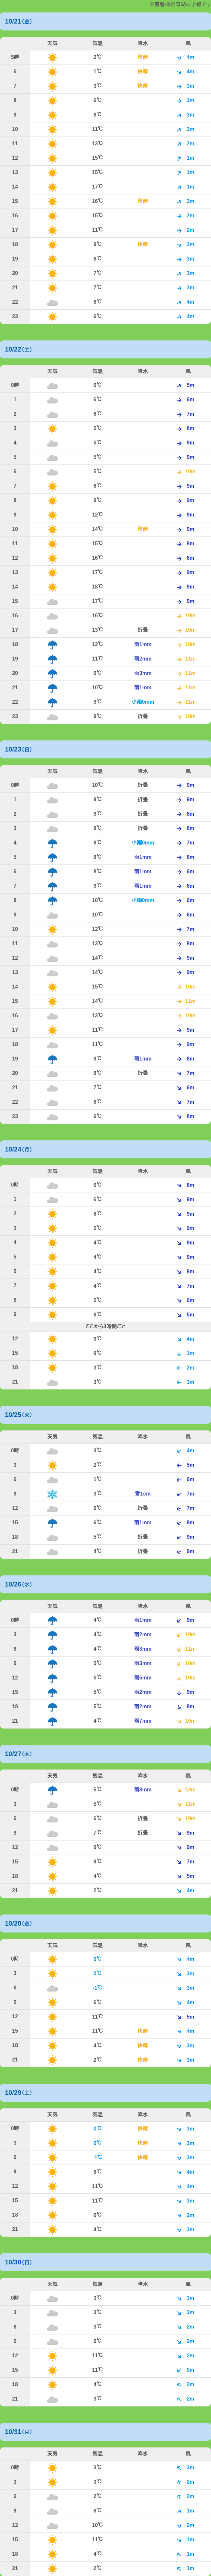 ※裏磐梯桧原湖の予報です
10/21(金)
天気 気温 降水 風
5時 2℃ 快晴 4m
6 1℃ 快晴 4m
7 3℃ 快晴 3m
8 6℃ 3m
9 8℃ 3m
10 11℃ 2m
11 13℃ 2m
12 15℃ 1m
13 15℃ 1m
14 17℃ 1m
15 16℃ 快晴 2m
16 15℃ 2m
17 11℃ 2m
18 9℃ 快晴 2m
19 8℃ 3m
20 7℃ 3m
21 7℃ 3m
22 6℃ 4m
23 6℃ 4m
10/22(土)
天気 気温 降水 風
0時 6℃ 5m
1 6℃ 6m
2 6℃ 7m
3 5℃ 8m
4 5℃ 9m
5 5℃ 9m
6 5℃ 10m
7 6℃ 9m
8 9℃ 9m
9 12℃ 9m
10 14℃ 快晴 9m
11 15℃ 8m
12 16℃ 8m
13 17℃ 9m
14 18℃ 9m
15 17℃ 9m
16 16℃ 10m
17 13℃ 折畳 10m
18 12℃ 雨1mm 10m
19 11℃ 雨2mm 11m
20 9℃ 雨3mm 11m
21 10℃ 雨1mm 11m
22 9℃ 小雨0mm 11m
23 9℃ 折畳 10m
10/23(日)
天気 気温 降水 風
0時 10℃ 折畳 9m
1 9℃ 折畳 9m
2 9℃ 折畳 8m
3 8℃ 折畳 8m
4 8℃ 小雨0mm 7m
5 8℃ 雨1mm 6m
6 8℃ 雨1mm 6m
7 9℃ 雨1mm 6m
8 10℃ 小雨0mm 6m
9 10℃ 6m
10 12℃ 7m
11 13℃ 8m
12 14℃ 9m
13 14℃ 9m
14 15℃ 10m
15 14℃ 11m
16 13℃ 10m
17 11℃ 9m
18 11℃ 9m
19 9℃ 雨1mm 8m
20 8℃ 折畳 7m
21 7℃ 6m
22 6℃ 7m
23 6℃ 8m
10/24(月)
天気 気温 降水 風
0時 6℃ 8m
1 6℃ 9m
2 6℃ 9m
3 5℃ 9m
4 4℃ 9m
5 4℃ 9m
6 4℃ 8m
7 4℃ 7m
8 5℃ 6m
9 6℃ 5m
ここから3時間ごと
12 9℃ 4m
15 9℃ 1m
18 3℃ 2m
21 3℃ 3m
10/25(火)
天気 気温 降水 風
0時 3℃ 4m
3 2℃ 5m
6 1℃ 6m
9 3℃ 雪1cm 7m
12 6℃ 折畳 7m
15 6℃ 雨1mm 8m
18 5℃ 折畳 9m
21 4℃ 折畳 9m
10/26(水)
天気 気温 降水 風
0時 4℃ 雨1mm 9m
3 4℃ 雨2mm 10m
6 4℃ 雨3mm 11m
9 5℃ 雨3mm 10m
12 5℃ 雨5mm 10m
15 5℃ 雨2mm 9m
18 5℃ 雨2mm 8m
21 4℃ 雨7mm 10m
10/27(木)
天気 気温 降水 風
0時 5℃ 雨3mm 13m
3 5℃ 11m
6 6℃ 折畳 10m
9 7℃ 折畳 9m
12 9℃ 9m
15 9℃ 7m
18 4℃ 5m
21 2℃ 4m
10/28(金)
天気 気温 降水 風
0時 0℃ 4m
3 0℃ 3m
6 -1℃ 3m
9 6℃ 4m
12 11℃ 5m
15 11℃ 快晴 4m
18 4℃ 快晴 3m
21 2℃ 快晴 3m
10/29(土)
天気 気温 降水 風
0時 0℃ 快晴 3m
3 0℃ 快晴 3m
6 -1℃ 快晴 3m
9 8℃ 4m
12 11℃ 4m
15 11℃ 3m
18 6℃ 2m
21 4℃ 3m
10/30(日)
天気 気温 降水 風
0時 3℃ 3m
3 3℃ 3m
6 3℃ 2m
9 6℃ 2m
12 11℃ 2m
15 11℃ 0m
18 4℃ 2m
21 3℃ 2m
10/31(月)
天気 気温 降水 風
0時 3℃ 3m
3 3℃ 2m
6 2℃ 2m
9 6℃ 1m
12 10℃ 2m
15 11℃ 1m
18 4℃ 1m
21 2℃ 1m